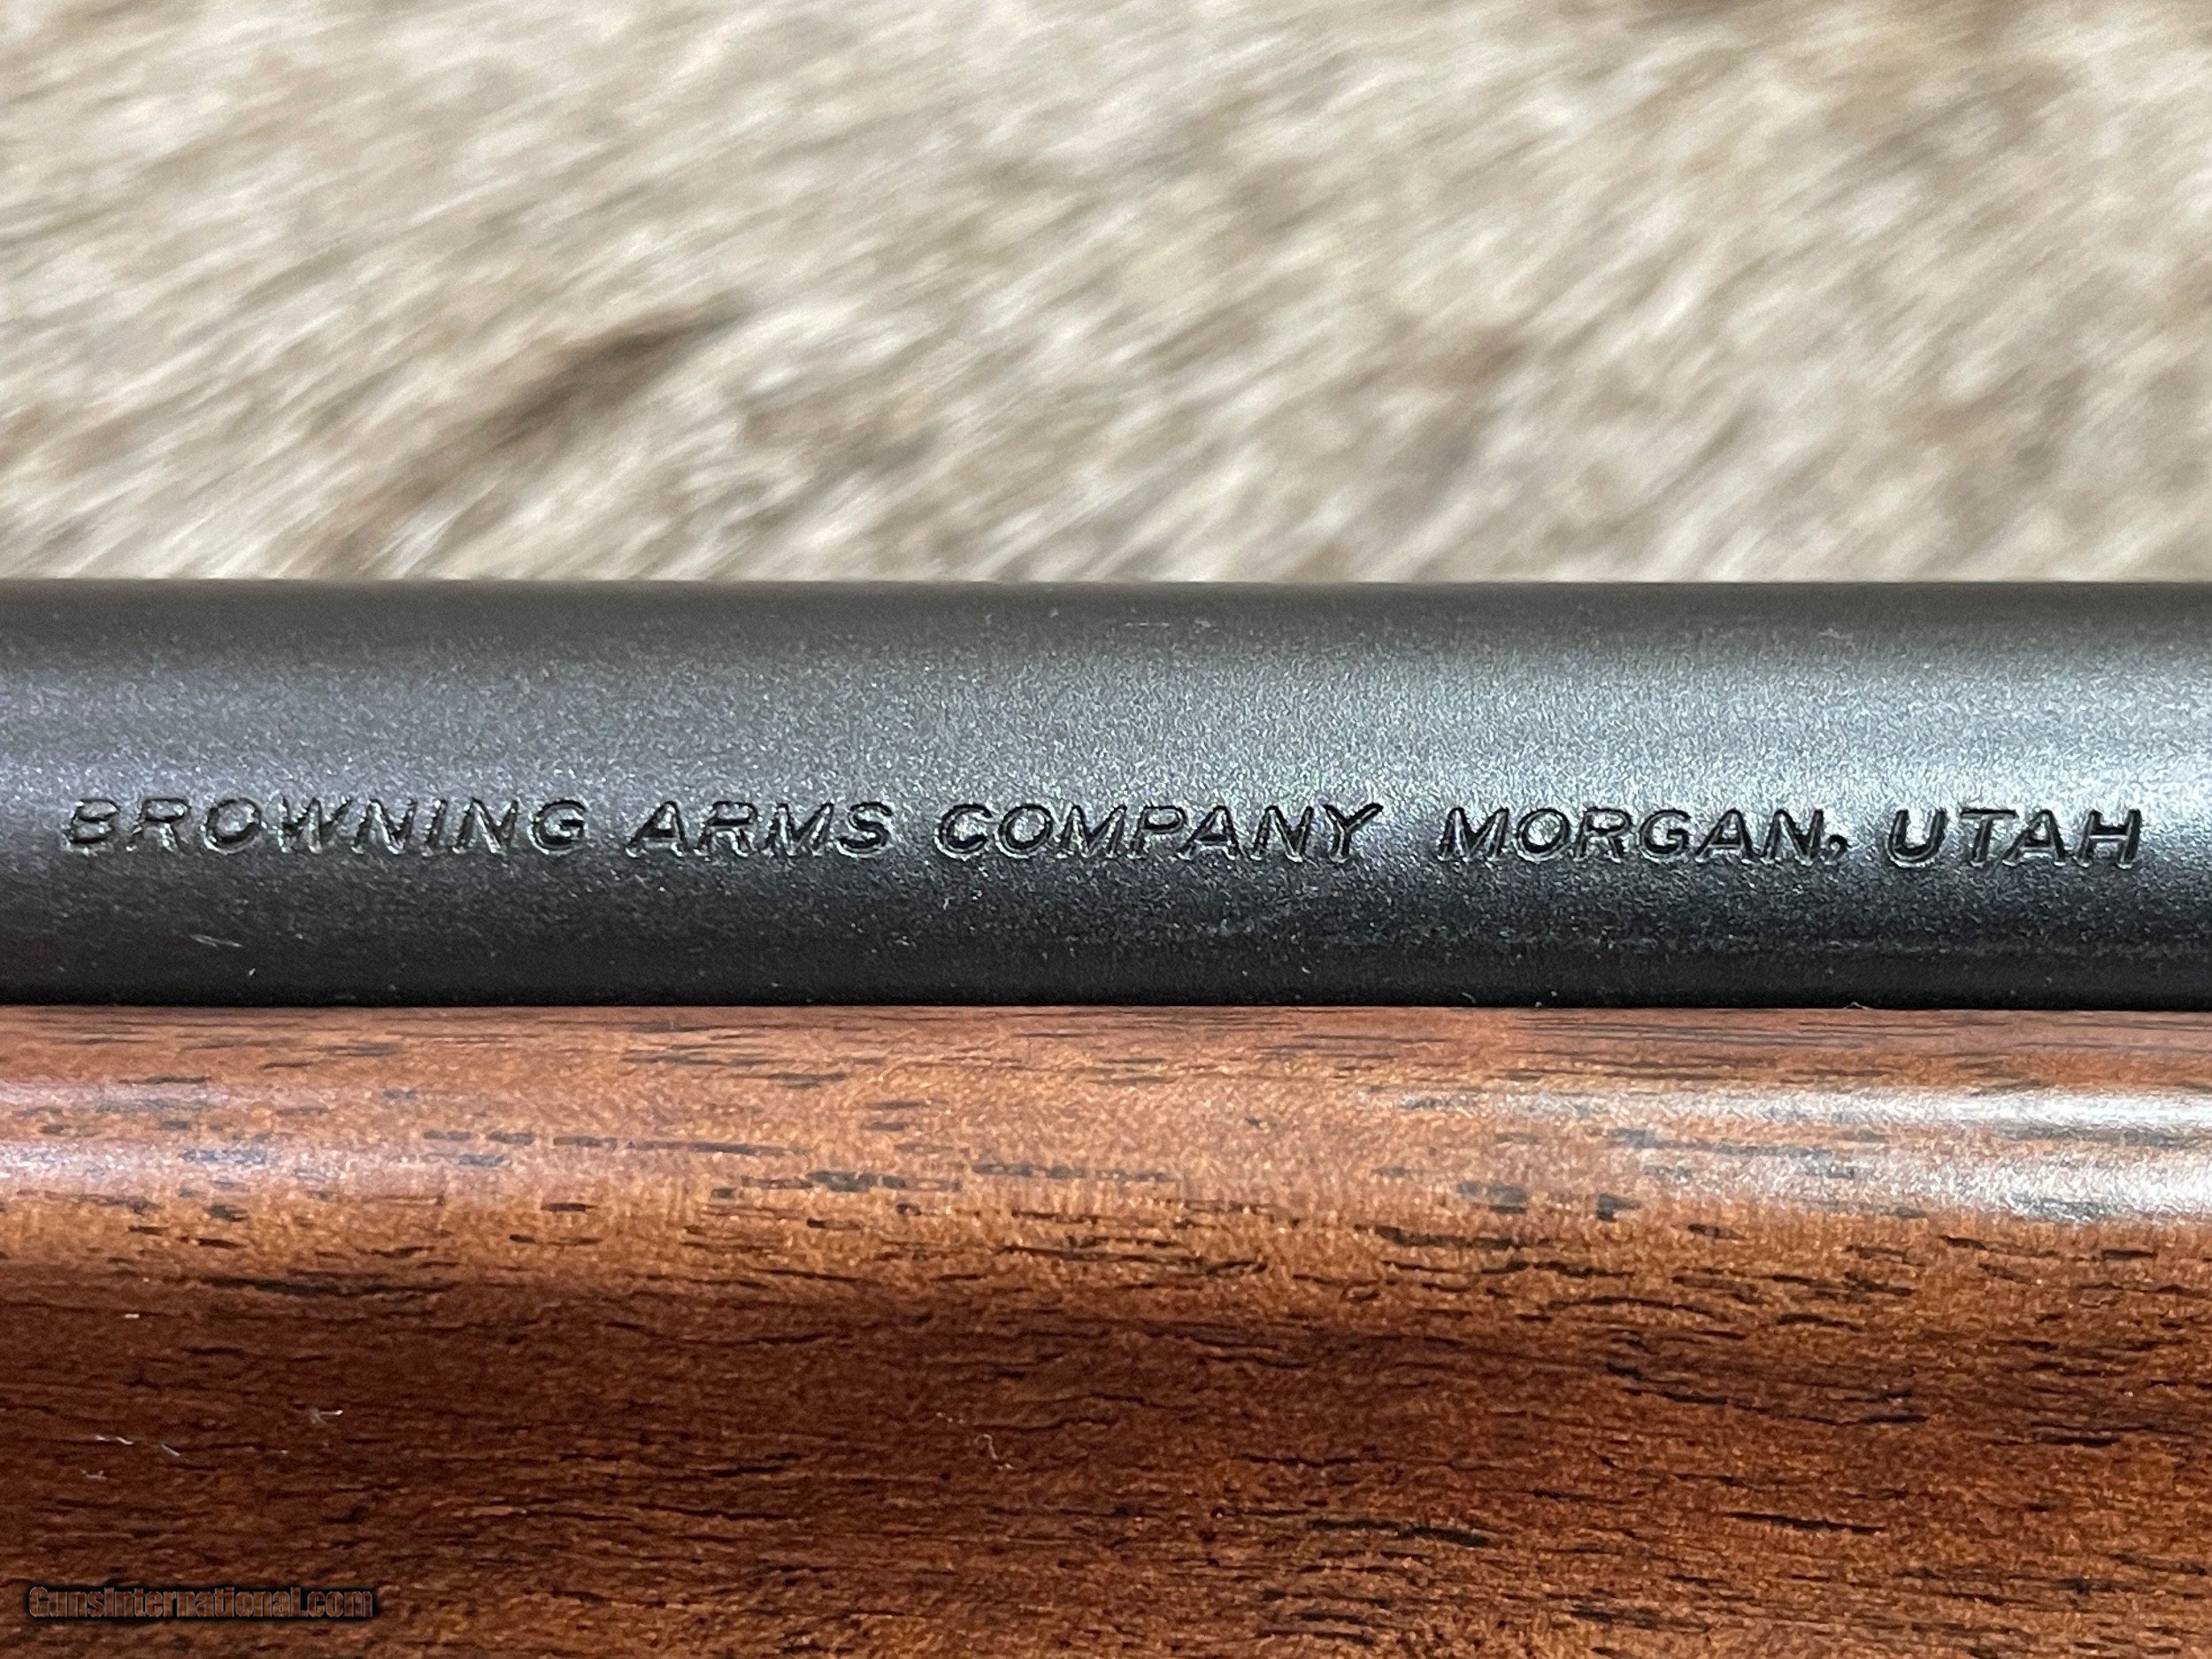 BROWNING ARMS COMPANY MORGAN, UTAH
GunsInternational.com